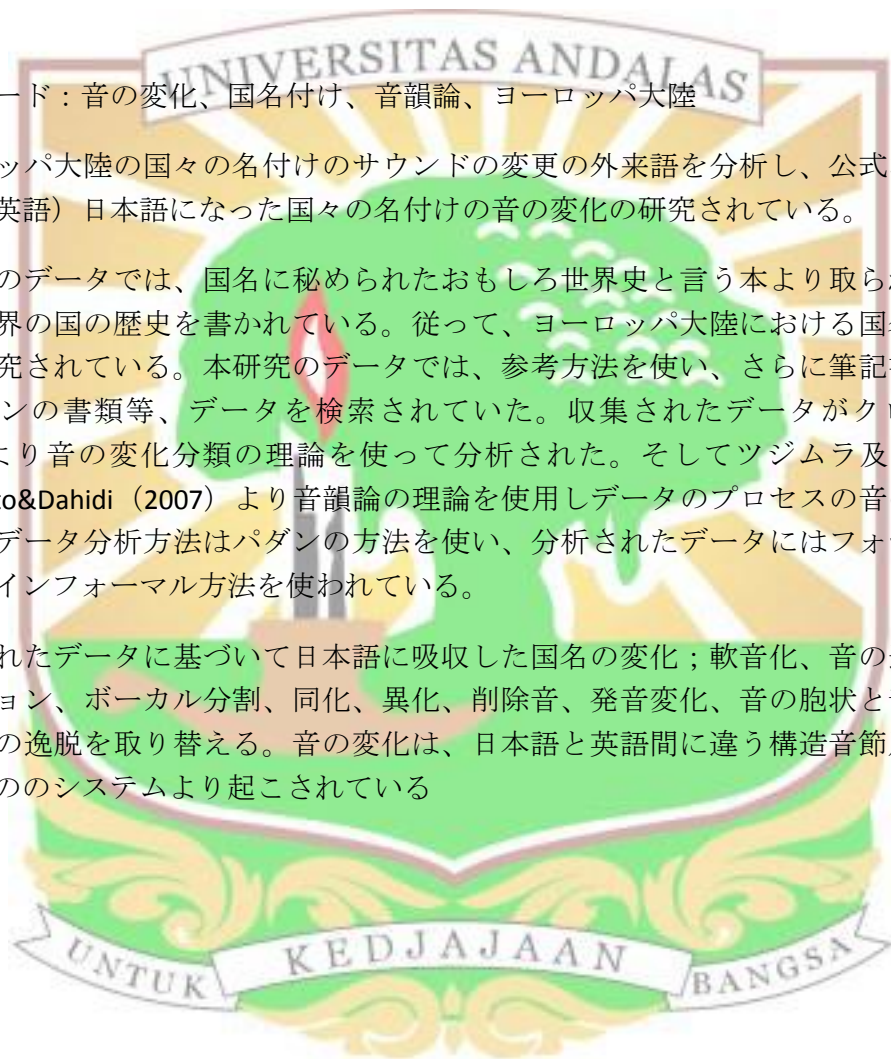 UNIVERSITAS ANDALAS
ード：音の変化、国名付け、音韻論、ヨーロッパ大陸
ッパ大陸の国々の名付けのサウンドの変更の外来語を分析し、公式
英語）日本語になった国々の名付けの音の変化の研究されている。
のデータでは、国名に秘められたおもしろ世界史と言う本より取ら
界の国の歴史を書かれている。従って、ヨーロッパ大陸における国
究されている。本研究のデータでは、参考方法を使い、さらに筆記
ンの書類等、データを検索されていた。収集されたデータがク
より音の変化分類の理論を使って分析された。そしてツジムラ及
to&Dahidi（2007）より音韻論の理論を使用しデータのプロセスの音
データ分析方法はパダンの方法を使い、分析されたデータにはフォ
インフォーマル方法を使われている。
れたデータに基づいて日本語に吸収した国名の変化；軟音化、音の
ョン、ボーカル分割、同化、異化、削除音、発音変化、音の胞状と
の逸脱を取り替える。音の変化は、日本語と英語間に違う構造音節
ののシステムより起こされている
UNTUK KEDJAJAAN BANGSA